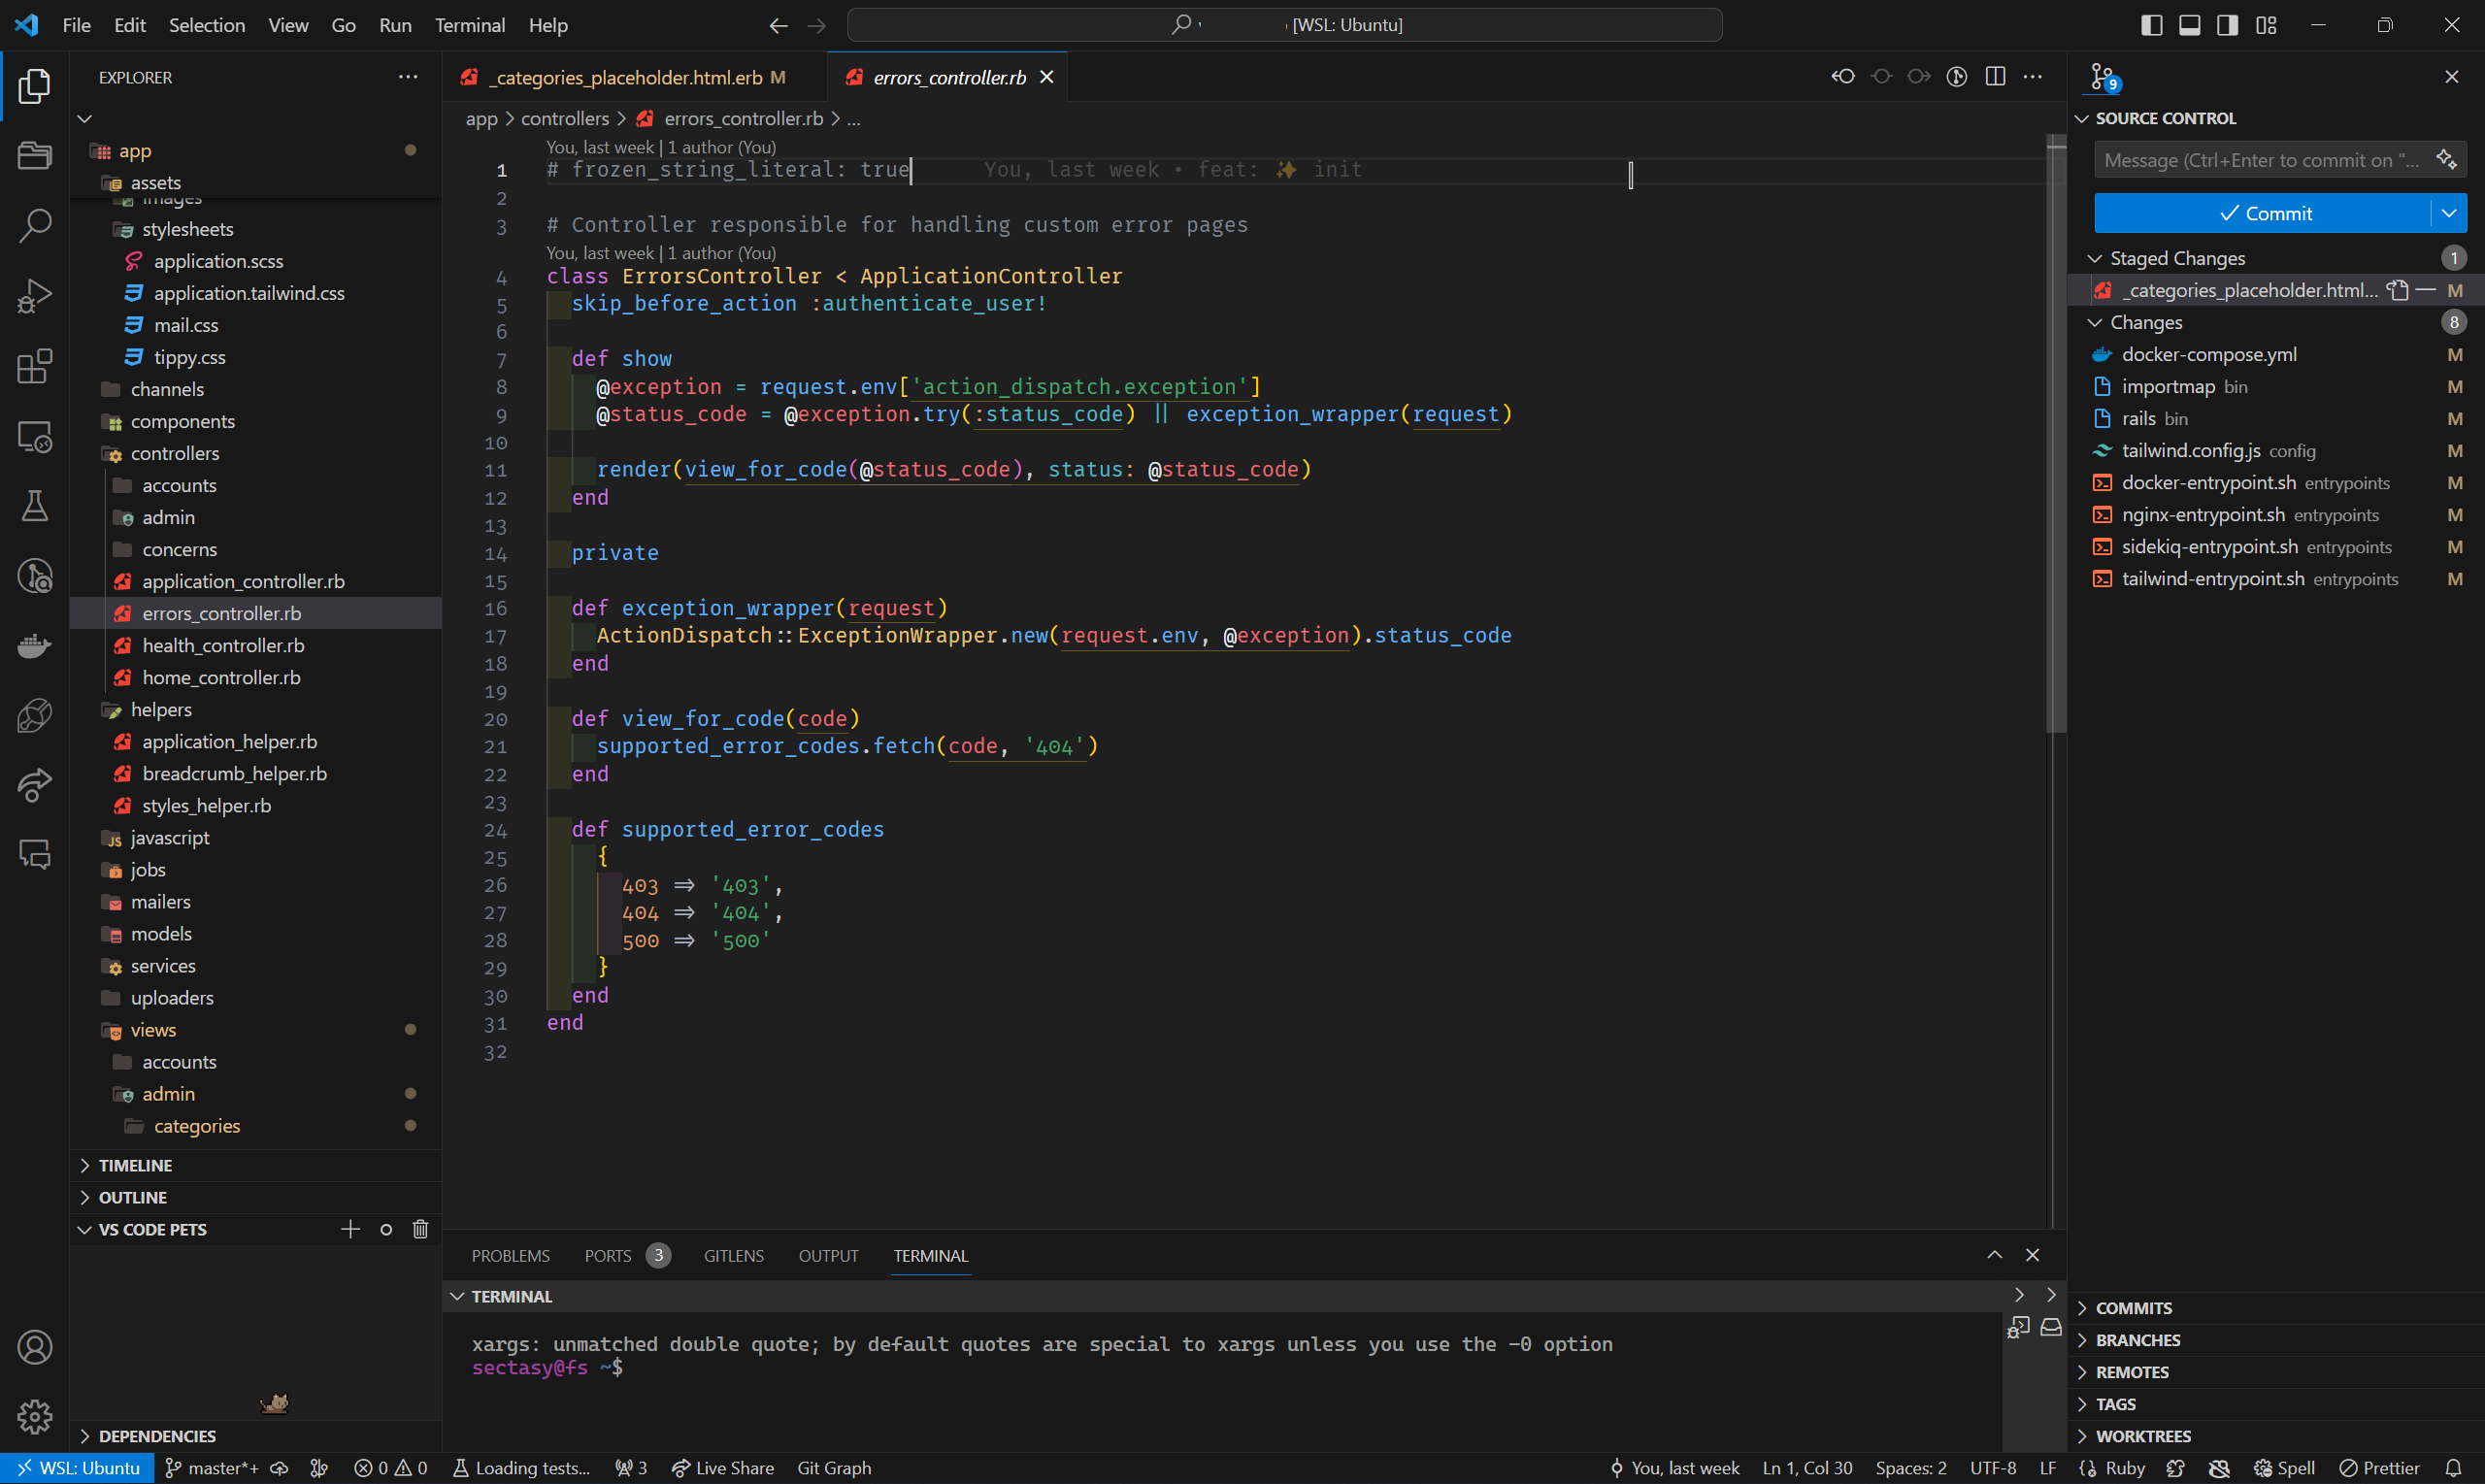 File Edit Selection View Go Run Terminal Help
[WSL: Ubuntu]
EXPLORER
app
assets
images
stylesheets
application.scss
application.tailwind.css
mail.css
tippy.css
channels
components
controllers
accounts
admin
concerns
application_controller.rb
errors_controller.rb
health_controller.rb
home_controller.rb
helpers
application_helper.rb
breadcrumb_helper.rb
styles_helper.rb
javascript
jobs
mailers
models
services
uploaders
views
accounts
admin
categories
TIMELINE
OUTLINE
VS CODE PETS
DEPENDENCIES
_categories_placeholder.html.erb M
errors_controller.rb
app > controllers > errors_controller.rb > ...
You, last week | 1 author (You)
1 # frozen_string_literal: true You, last week • feat: ✨ init
2
3 # Controller responsible for handling custom error pages
You, last week | 1 author (You)
4 class ErrorsController < ApplicationController
5 skip_before_action :authenticate_user!
6
7 def show
8 @exception = request.env['action_dispatch.exception']
9 @status_code = @exception.try(:status_code) || exception_wrapper(request)
10
11 render(view_for_code(@status_code), status: @status_code)
12 end
13
14 private
15
16 def exception_wrapper(request)
17 ActionDispatch::ExceptionWrapper.new(request.env, @exception).status_code
18 end
19
20 def view_for_code(code)
21 supported_error_codes.fetch(code, '404')
22 end
23
24 def supported_error_codes
25 {
26 403 => '403',
27 404 => '404',
28 500 => '500'
29 }
30 end
31 end
32
PROBLEMS PORTS 3 GITLENS OUTPUT TERMINAL
TERMINAL
xargs: unmatched double quote; by default quotes are special to xargs unless you use the -0 option
sectasy@fs ~$
9
SOURCE CONTROL
Message (Ctrl+Enter to commit on "...
Commit
Staged Changes 1
_categories_placeholder.html... M
Changes 8
docker-compose.yml M
importmap bin M
rails bin M
tailwind.config.js config M
docker-entrypoint.sh entrypoints M
nginx-entrypoint.sh entrypoints M
sidekiq-entrypoint.sh entrypoints M
tailwind-entrypoint.sh entrypoints M
COMMITS
BRANCHES
REMOTES
TAGS
WORKTREES
WSL: Ubuntu master*+ 0 0 Loading tests... 3 Live Share Git Graph You, last week Ln 1, Col 30 Spaces: 2 UTF-8 LF Ruby Spell Prettier